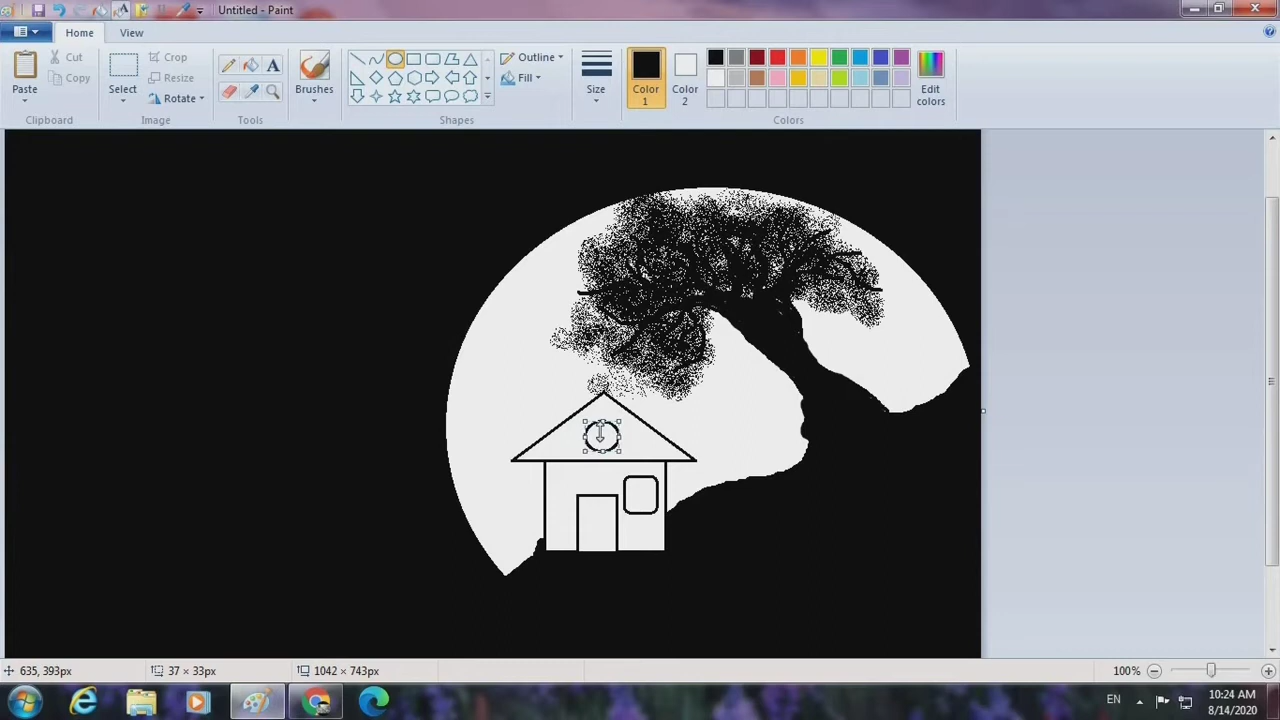 Untitled - Paint
Home View
Paste
Cut
Copy
Clipboard
Select
Crop
Resize
Rotate
Image
A
Tools
Brushes
Outline
Fill
Shapes
Size
Color 1
Color 2
Edit colors
Colors
635, 393px
37 × 33px
1042 × 743px
100%
EN
10:24 AM
8/14/2020